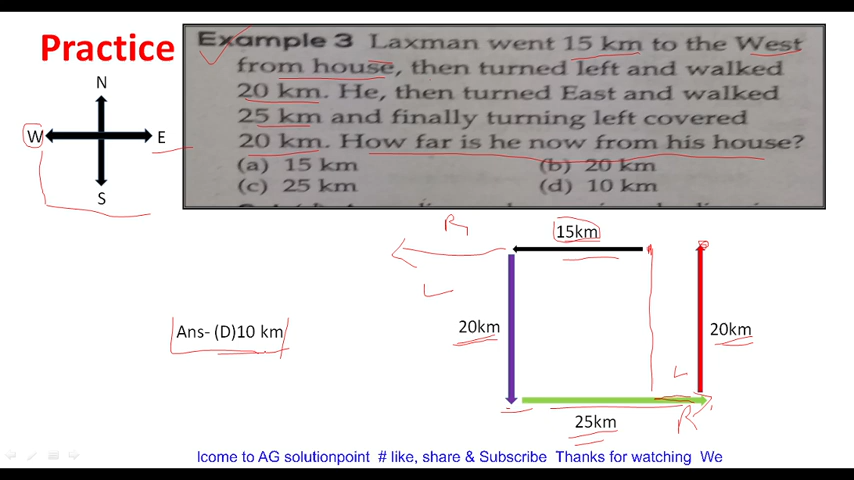 Practice
N
W
E
S
Example 3 Laxman went 15 km to the West
from house, then turned left and walked
20 km. He, then turned East and walked
25 km and finally turning left covered
20 km. How far is he now from his house?
(a) 15 km (b) 20 km
(c) 25 km (d) 10 km
R
15km
L
20km
20km
Ans- (D)10 km
L
25km
R
lcome to AG solutionpoint # like, share & Subscribe Thanks for watching We